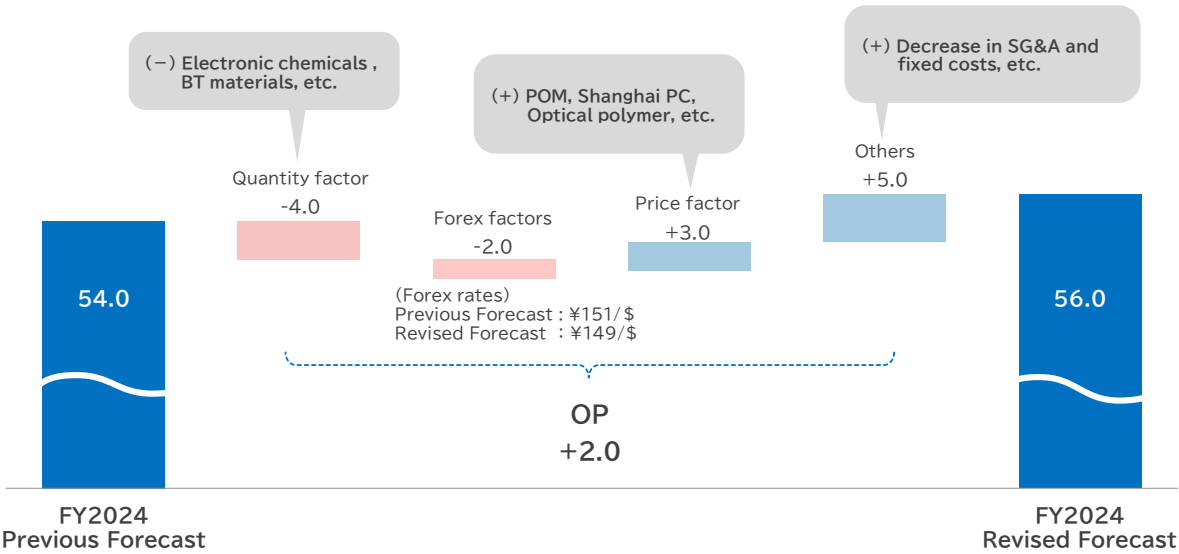 (−) Electronic chemicals ,
BT materials, etc.
(+) POM, Shanghai PC,
Optical polymer, etc.
(+) Decrease in SG&A and
fixed costs, etc.
Quantity factor
-4.0
Forex factors
-2.0
Price factor
+3.0
Others
+5.0
54.0
56.0
(Forex rates)
Previous Forecast : ¥151/$
Revised Forecast : ¥149/$
OP
+2.0
FY2024
Previous Forecast
FY2024
Revised Forecast